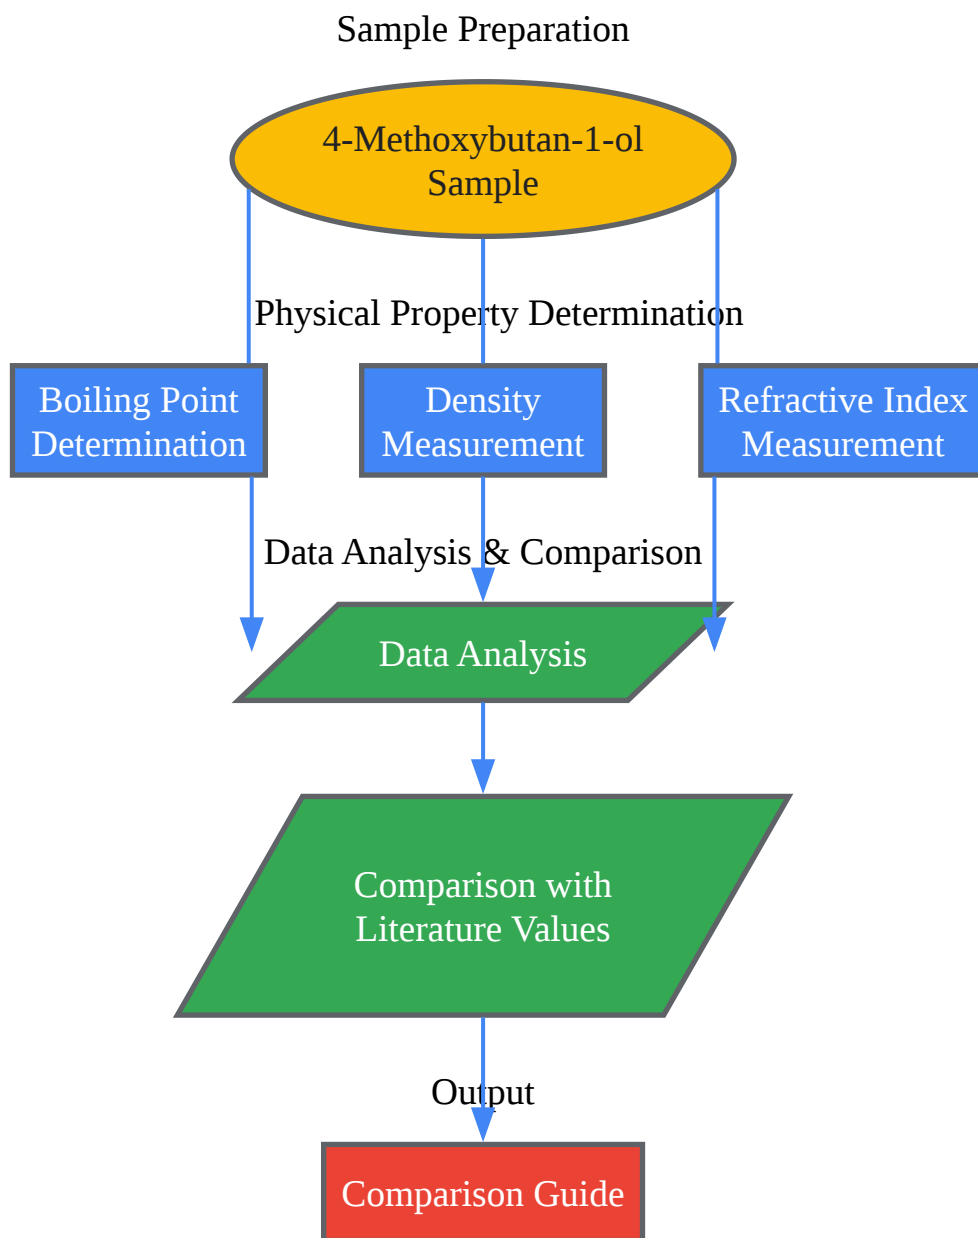 Sample Preparation
4-Methoxybutan-1-ol
Sample
Physical Property Determination
Boiling Point
Determination
Density
Measurement
Refractive Index
Measurement
Data Analysis & Comparison
Data Analysis
Comparison with
Literature Values
Output
Comparison Guide